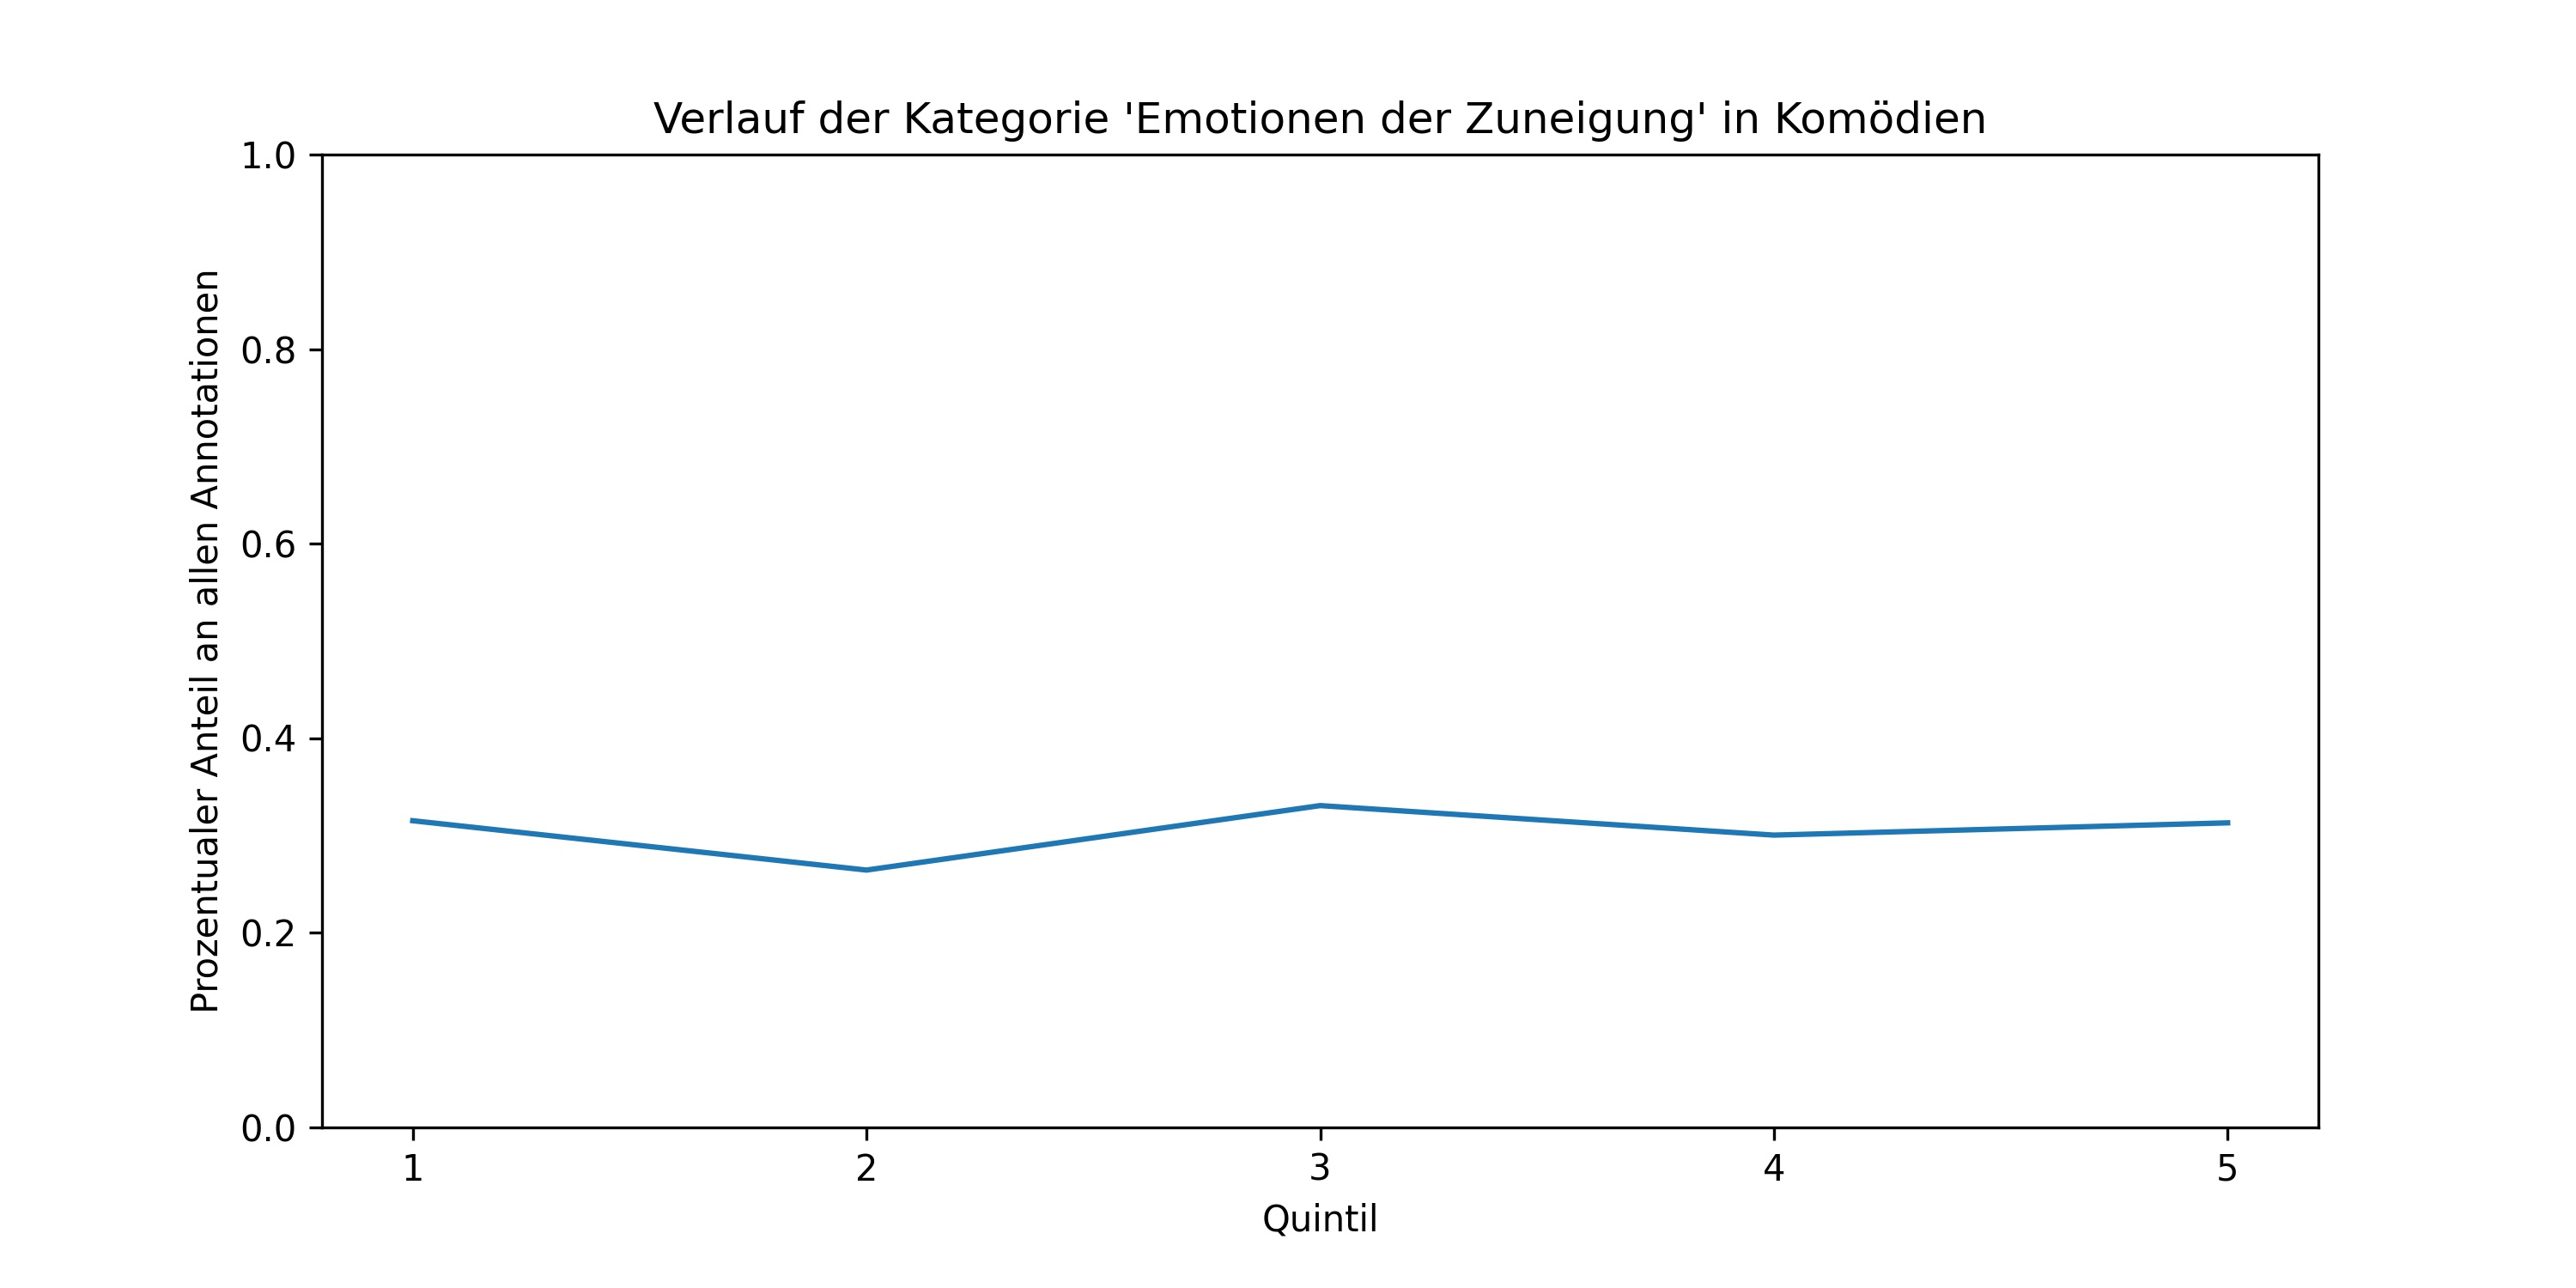 Verlauf der Kategorie 'Emotionen der Zuneigung' in Komödien
Prozentualer Anteil an allen Annotationen
1.0
0.8
0.6
0.4
0.2
0.0
1 2 3 4 5
Quintil